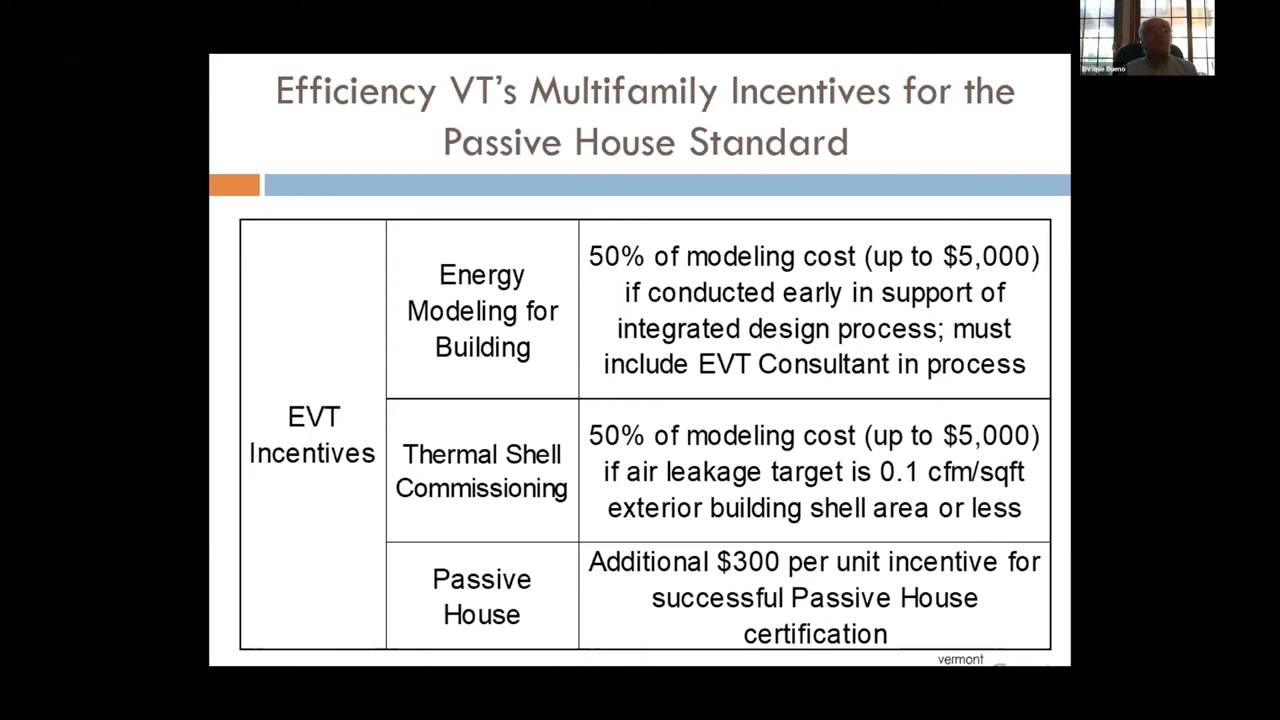 Enrique Bueno
Efficiency VT's Multifamily Incentives for the
Passive House Standard
EVT
Incentives
Energy
Modeling for
Building
50% of modeling cost (up to $5,000)
if conducted early in support of
integrated design process; must
include EVT Consultant in process
Thermal Shell
Commissioning
50% of modeling cost (up to $5,000)
if air leakage target is 0.1 cfm/sqft
exterior building shell area or less
Passive
House
Additional $300 per unit incentive for
successful Passive House
certification
vermont